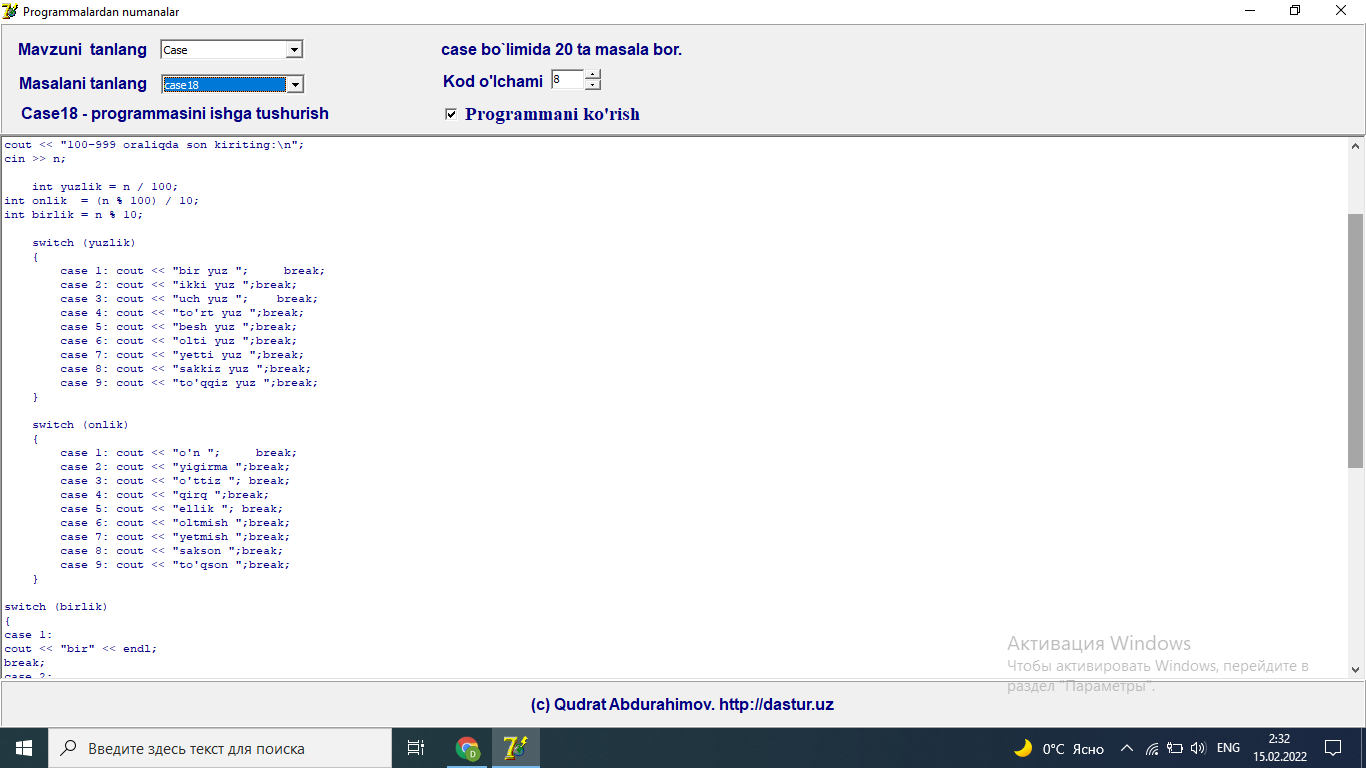 Programmalardan numanalar
Mavzuni tanlang Case case bo`limida 20 ta masala bor.
Masalani tanlang case18 Kod o'lchami 8
Case18 - programmasini ishga tushurish Programmani ko'rish
cout << "100-999 oraliqda son kiriting:\n";
cin >> n;
int yuzlik = n / 100;
int onlik  = (n % 100) / 10;
int birlik = n % 10;
switch (yuzlik)
{
case 1: cout << "bir yuz ";     break;
case 2: cout << "ikki yuz ";break;
case 3: cout << "uch yuz ";    break;
case 4: cout << "to'rt yuz ";break;
case 5: cout << "besh yuz ";break;
case 6: cout << "olti yuz ";break;
case 7: cout << "yetti yuz ";break;
case 8: cout << "sakkiz yuz ";break;
case 9: cout << "to'qqiz yuz ";break;
}
switch (onlik)
{
case 1: cout << "o'n ";     break;
case 2: cout << "yigirma ";break;
case 3: cout << "o'ttiz "; break;
case 4: cout << "qirq ";break;
case 5: cout << "ellik "; break;
case 6: cout << "oltmish ";break;
case 7: cout << "yetmish ";break;
case 8: cout << "sakson ";break;
case 9: cout << "to'qson ";break;
}
switch (birlik)
{
case 1:
cout << "bir" << endl;
break;
case 2:
Активация Windows
Чтобы активировать Windows, перейдите в
раздел "Параметры".
(c) Qudrat Abdurahimov. http://dastur.uz
Введите здесь текст для поиска
0°C Ясно ENG 2:32
15.02.2022